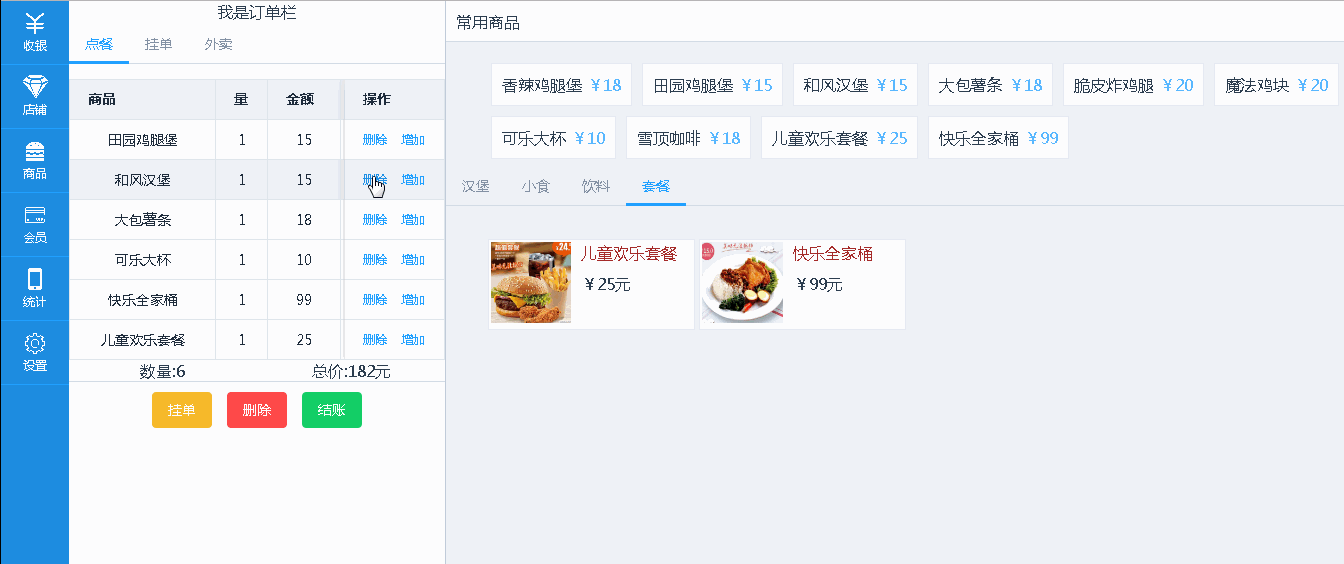 收银
店铺
商品
会员
统计
设置
我是订单栏
点餐 挂单 外卖
商品 量 金额 操作
田园鸡腿堡 1 15 删除 增加
和风汉堡 1 15 删除 增加
大包薯条 1 18 删除 增加
可乐大杯 1 10 删除 增加
快乐全家桶 1 99 删除 增加
儿童欢乐套餐 1 25 删除 增加
数量:6 总价:182元
挂单 删除 结账
常用商品
香辣鸡腿堡 ￥18 田园鸡腿堡 ￥15 和风汉堡 ￥15 大包薯条 ￥18 脆皮炸鸡腿 ￥20 魔法鸡块 ￥20
可乐大杯 ￥10 雪顶咖啡 ￥18 儿童欢乐套餐 ￥25 快乐全家桶 ￥99
汉堡 小食 饮料 套餐
儿童欢乐套餐
￥25元
快乐全家桶
￥99元